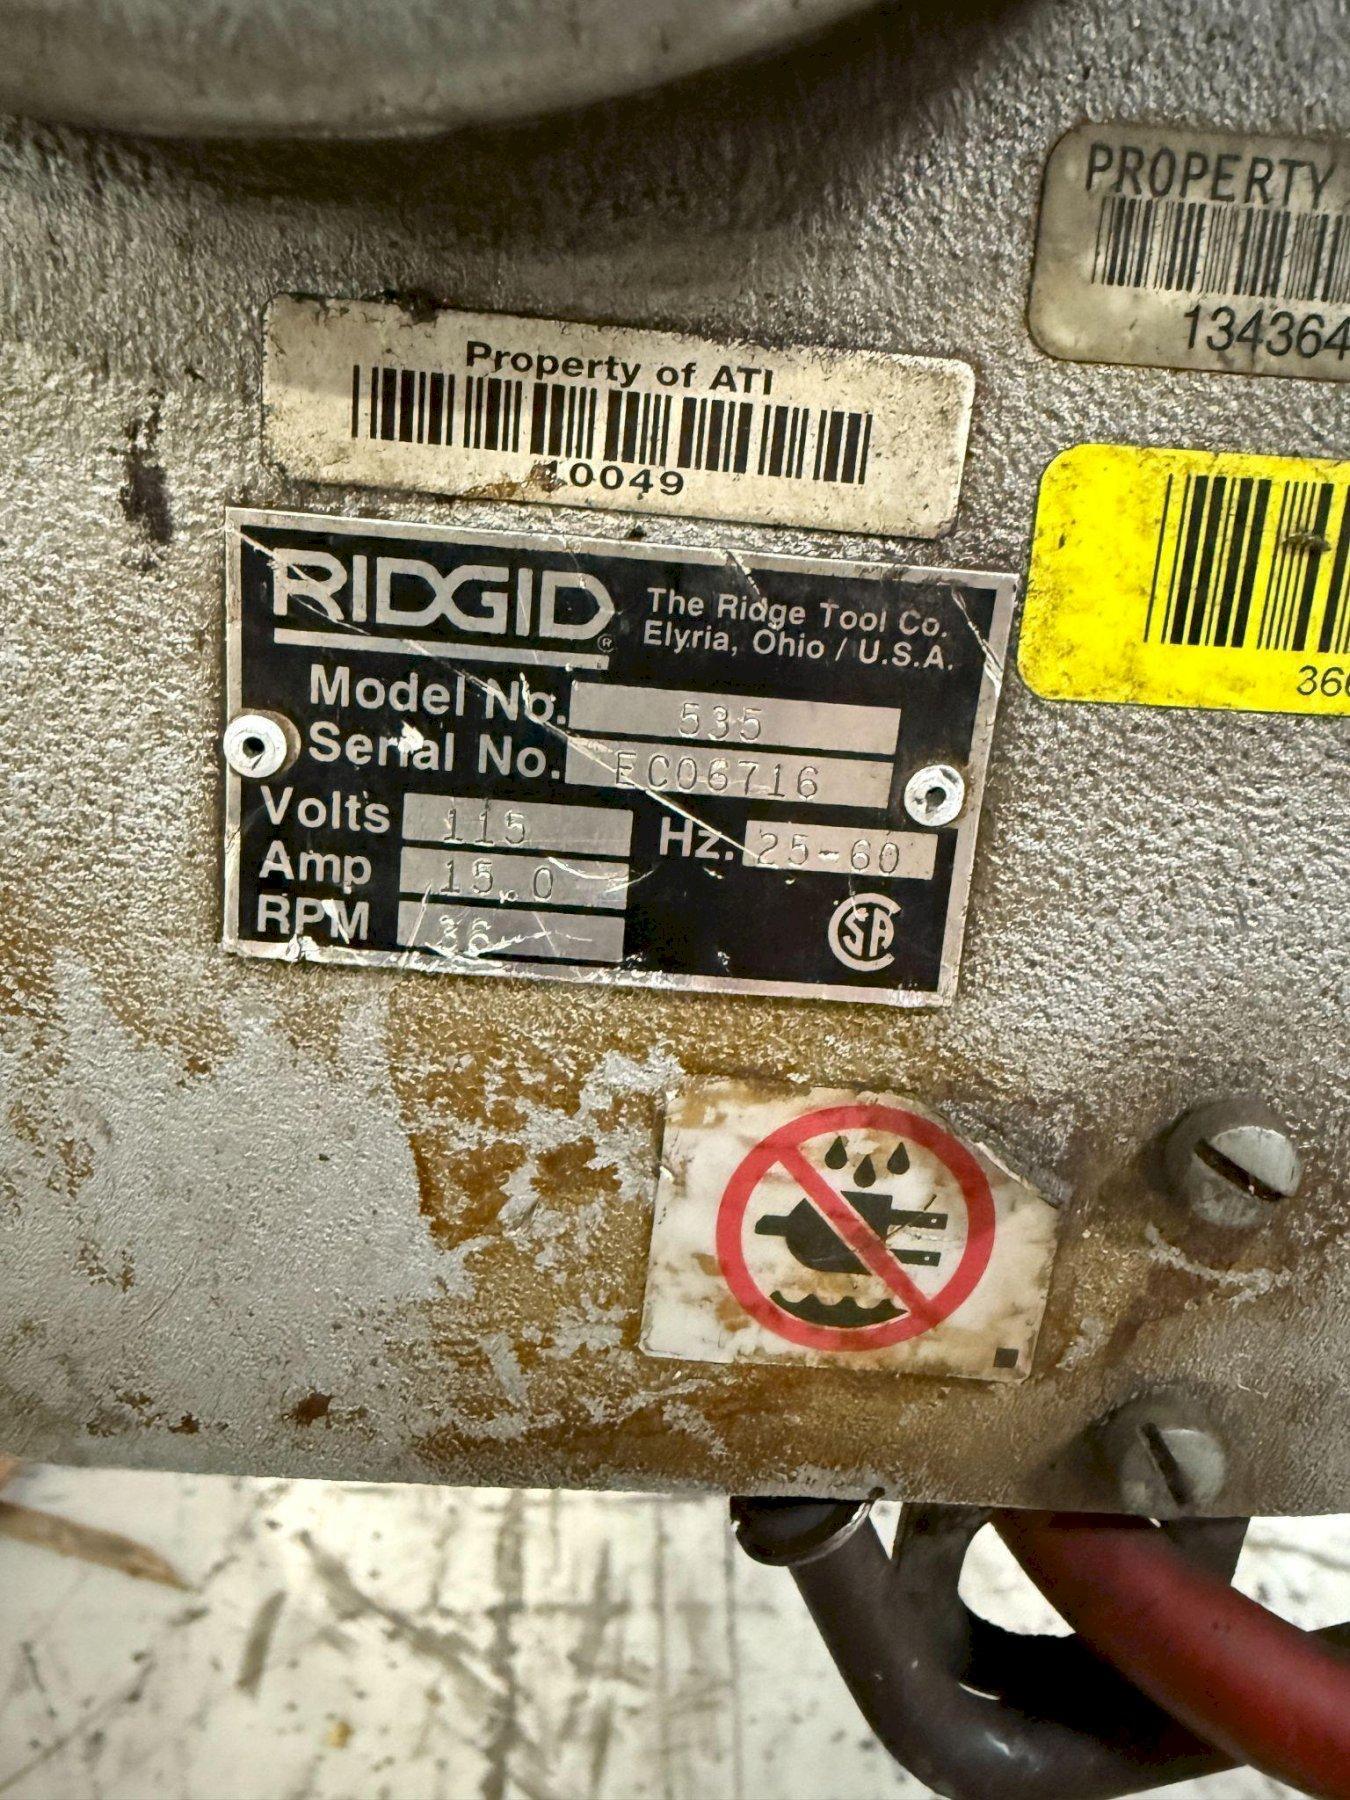 PROPERTY
134364
Property of ATI
10049
RIDGID®
The Ridge Tool Co.
Elyria, Ohio / U.S.A.
Model No. 535
Serial No. EC06716
Volts 115
Hz. 25-60
Amp 15.0
RPM 36
CSA